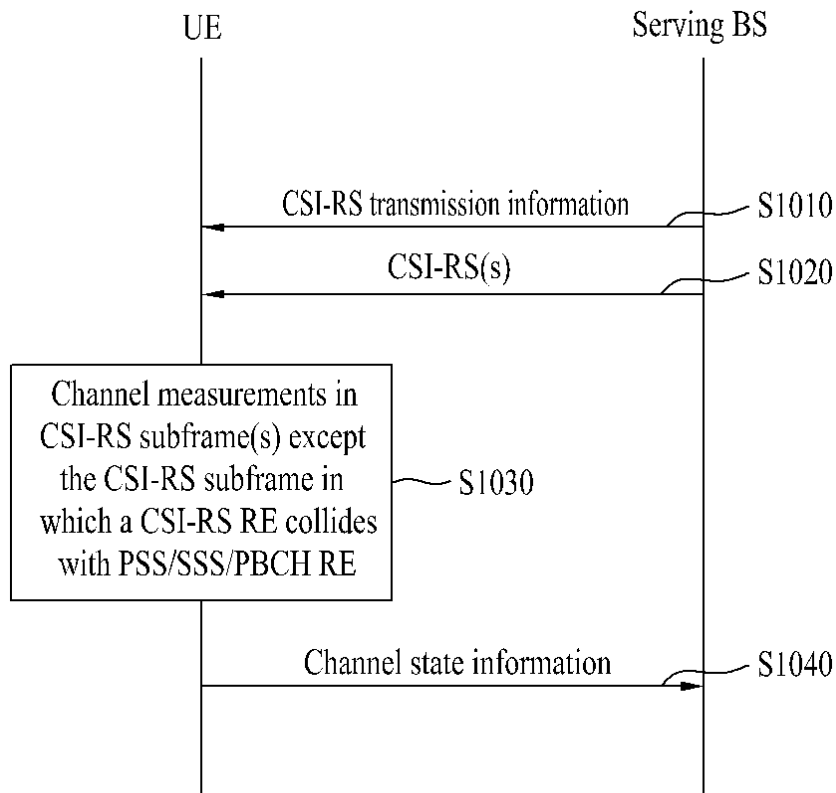 UE
Serving BS
CSI-RS transmission information
S1010
CSI-RS(s)
S1020
Channel measurements in
CSI-RS subframe(s) except
the CSI-RS subframe in
which a CSI-RS RE collides
with PSS/SSS/PBCH RE
S1030
Channel state information
S1040